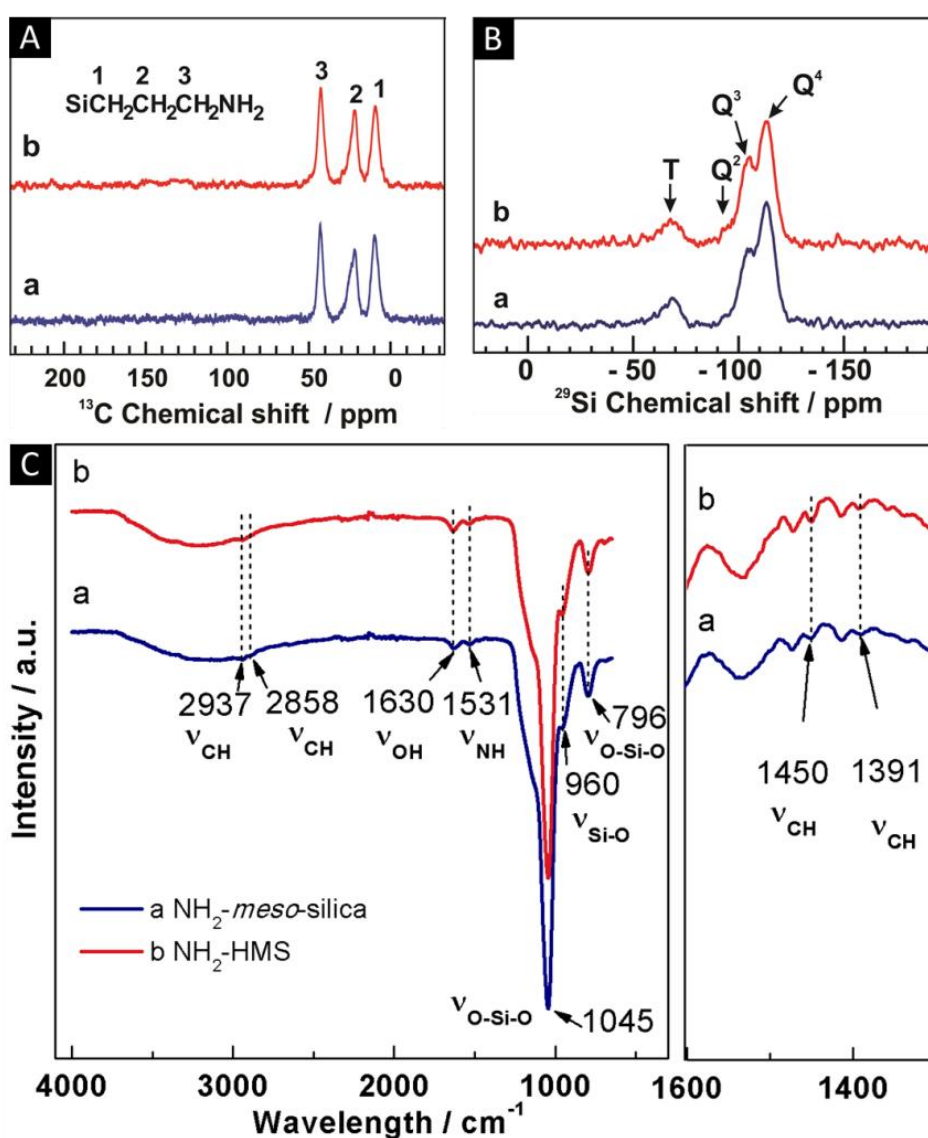 A
1 2 3
SiCH₂CH₂CH₂NH₂
3 2 1
b
a
200 150 100 50 0
¹³C Chemical shift / ppm
B
Q⁴
Q³
Q²
T
b
a
0 - 50 - 100 - 150
²⁹Si Chemical shift / ppm
C
b
a
2937
νCH
2858
νCH
1630
νOH
1531
νNH
796
νO-Si-O
960
νSi-O
a NH₂-meso-silica
b NH₂-HMS
νO-Si-O
1045
Intensity / a.u.
4000 3000 2000 1000
Wavelength / cm⁻¹
b
a
1450
νCH
1391
νCH
1600 1400